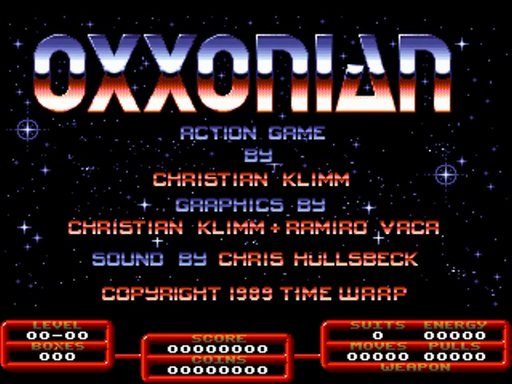 OXXONIAN
ACTION GAME
BY
CHRISTIAN KLIMM
GRAPHICS BY
CHRISTIAN KLIMM + RAMIRO VACA
SOUND BY CHRIS HULLSBECK
COPYRIGHT 1989 TIME WARP
LEVEL
00-00
BOXES
000
SCORE
00000000
COINS
00000000
SUITS ENERGY
0 00000
MOVES PULLS
00000 00000
WEAPON